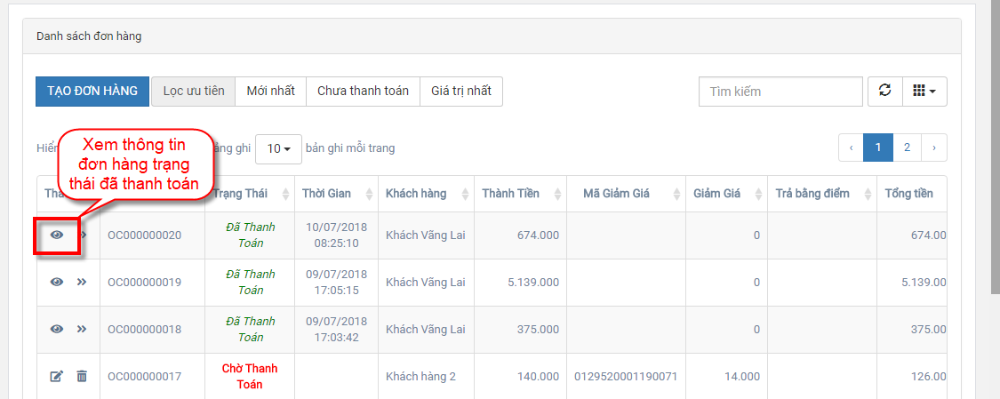 Danh sách đơn hàng
TẠO ĐƠN HÀNG Lọc ưu tiên Mới nhất Chưa thanh toán Giá trị nhất Tìm kiếm
Xem thông tin
đơn hàng trạng
thái đã thanh toán
ghi 10 bản ghi mỗi trang ‹ 1 2 ›
Trạng Thái Thời Gian Khách hàng Thành Tiền Mã Giảm Giá Giảm Giá Trả bằng điểm Tổng tiền
OC000000020 Đã Thanh Toán 10/07/2018 08:25:10 Khách Vãng Lai 674.000 0 674.00
OC000000019 Đã Thanh Toán 09/07/2018 17:05:15 Khách Vãng Lai 5.139.000 0 5.139.00
OC000000018 Đã Thanh Toán 09/07/2018 17:03:42 Khách Vãng Lai 375.000 0 375.00
OC000000017 Chờ Thanh Toán Khách hàng 2 140.000 0129520001190071 14.000 126.00